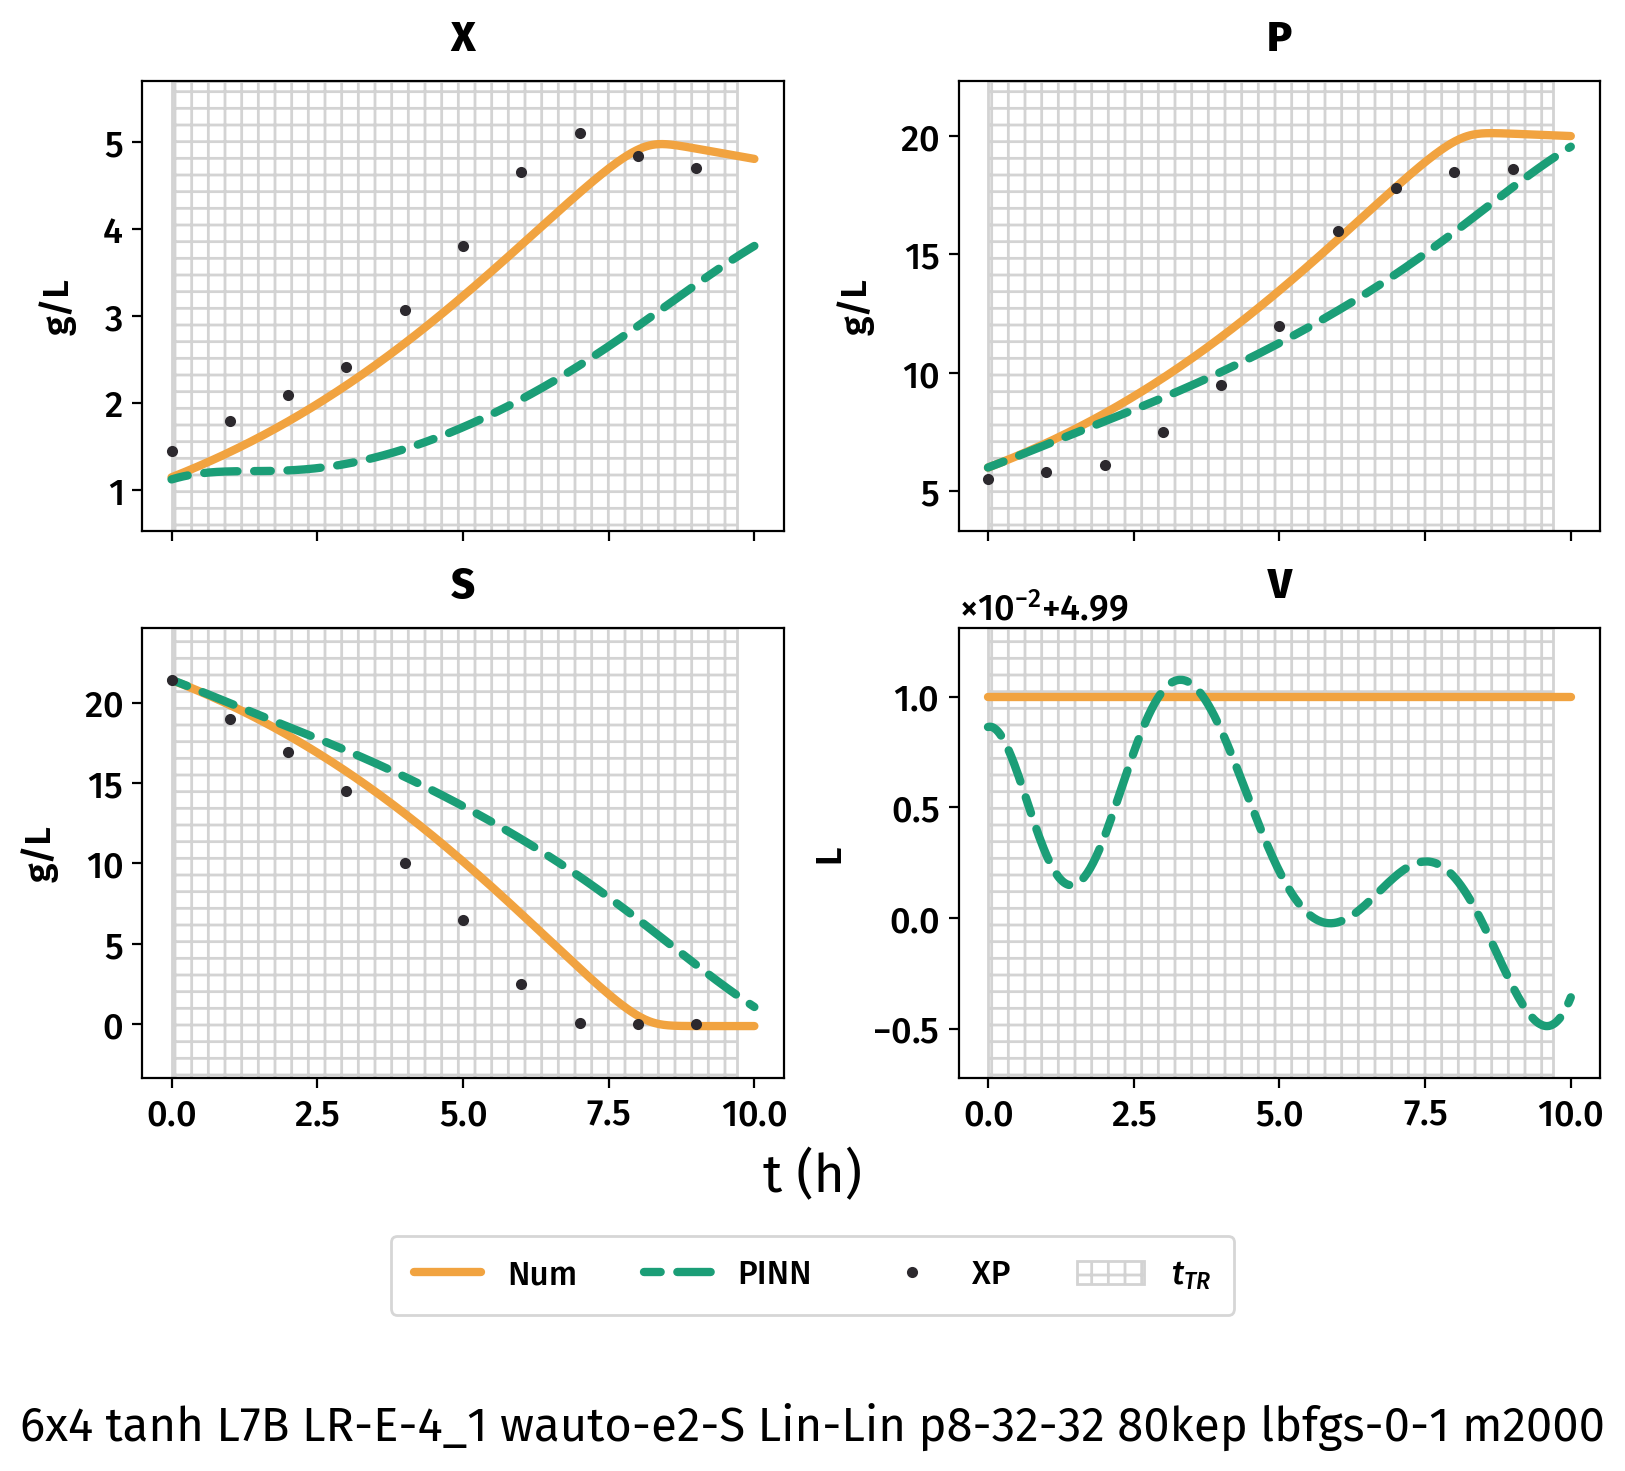 X
P
5
4
3
2
1
g/L
20
15
10
5
g/L
S
V
×10⁻²+4.99
20
15
10
5
0
g/L
1.0
0.5
0.0
−0.5
L
0.0 2.5 5.0 7.5 10.0
0.0 2.5 5.0 7.5 10.0
t (h)
Num PINN XP t_TR
6x4 tanh L7B LR-E-4_1 wauto-e2-S Lin-Lin p8-32-32 80kep lbfgs-0-1 m2000